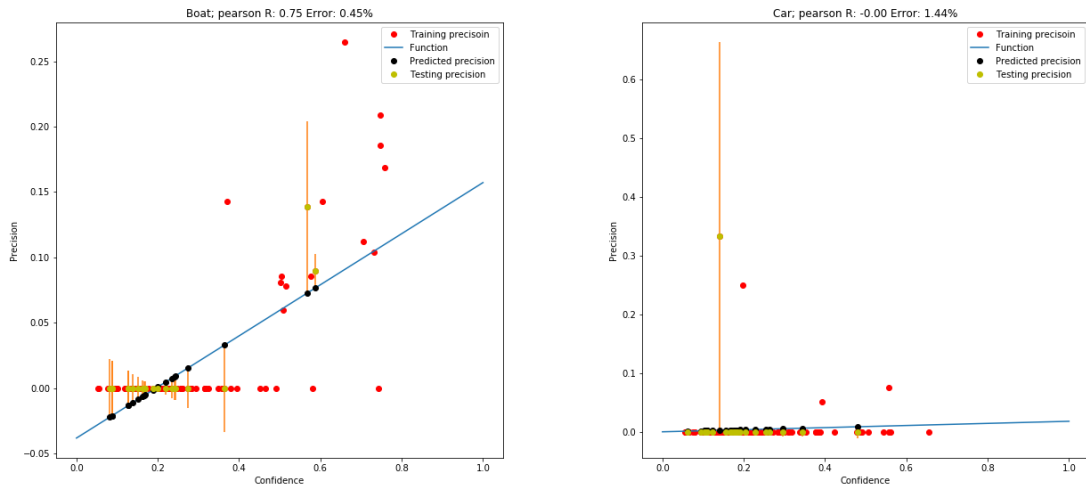 Boat; pearson R: 0.75 Error: 0.45%
Training precisoin
Function
Predicted precision
Testing precision
0.25
0.20
0.15
0.10
0.05
0.00
−0.05
Precision
0.0 0.2 0.4 0.6 0.8 1.0
Confidence
Car; pearson R: -0.00 Error: 1.44%
Training precisoin
Function
Predicted precision
Testing precision
0.6
0.5
0.4
0.3
0.2
0.1
0.0
Precision
0.0 0.2 0.4 0.6 0.8 1.0
Confidence